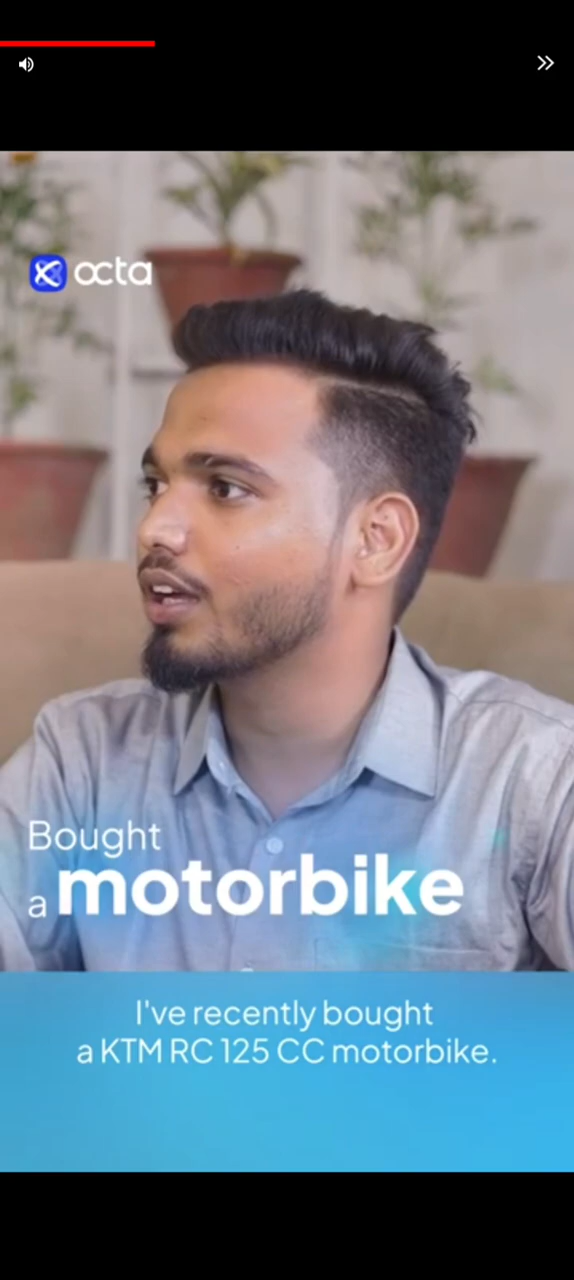 octa
Bought
a motorbike
I've recently bought
a KTM RC 125 CC motorbike.